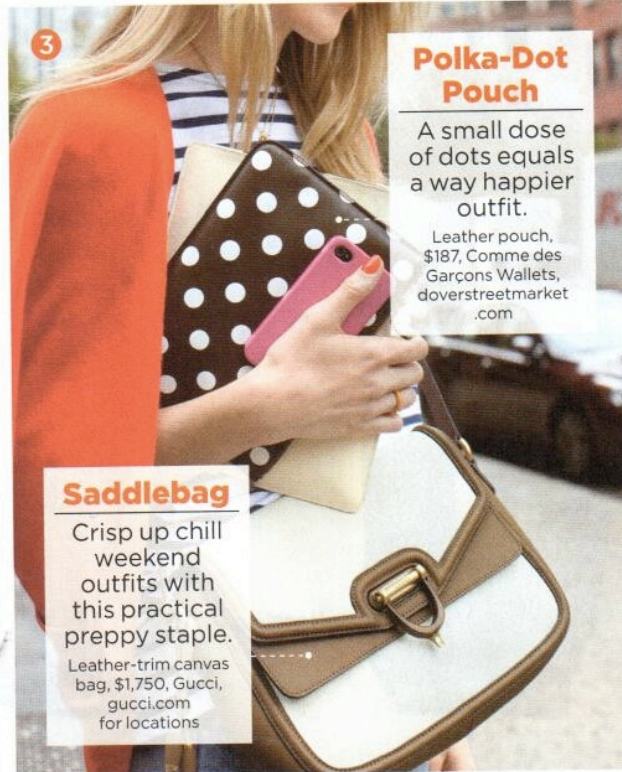 3
Polka-Dot
Pouch
A small dose
of dots equals
a way happier
outfit.
Leather pouch,
$187, Comme des
Garçons Wallets,
doverstreetmarket
.com
Saddlebag
Crisp up chill
weekend
outfits with
this practical
preppy staple.
Leather-trim canvas
bag, $1,750, Gucci,
gucci.com
for locations